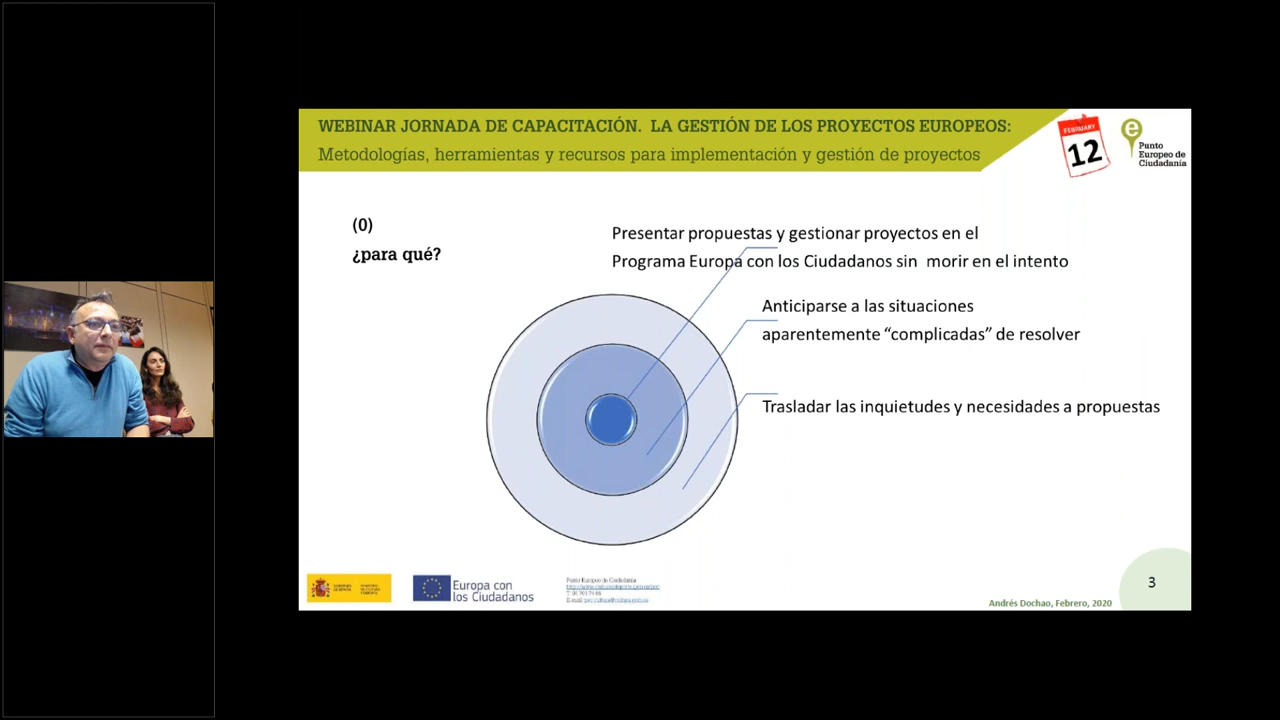 WEBINAR JORNADA DE CAPACITACIÓN. LA GESTIÓN DE LOS PROYECTOS EUROPEOS:
Metodologías, herramientas y recursos para implementación y gestión de proyectos
FEBRUARY
12
e
Punto
Europeo de
Ciudadanía
(0)
¿para qué?
Presentar propuestas y gestionar proyectos en el
Programa Europa con los Ciudadanos sin morir en el intento
Anticiparse a las situaciones
aparentemente “complicadas” de resolver
Trasladar las inquietudes y necesidades a propuestas
Europa con
los Ciudadanos
Punto Europeo de Ciudadanía
Andrés Dochao, Febrero, 2020
3